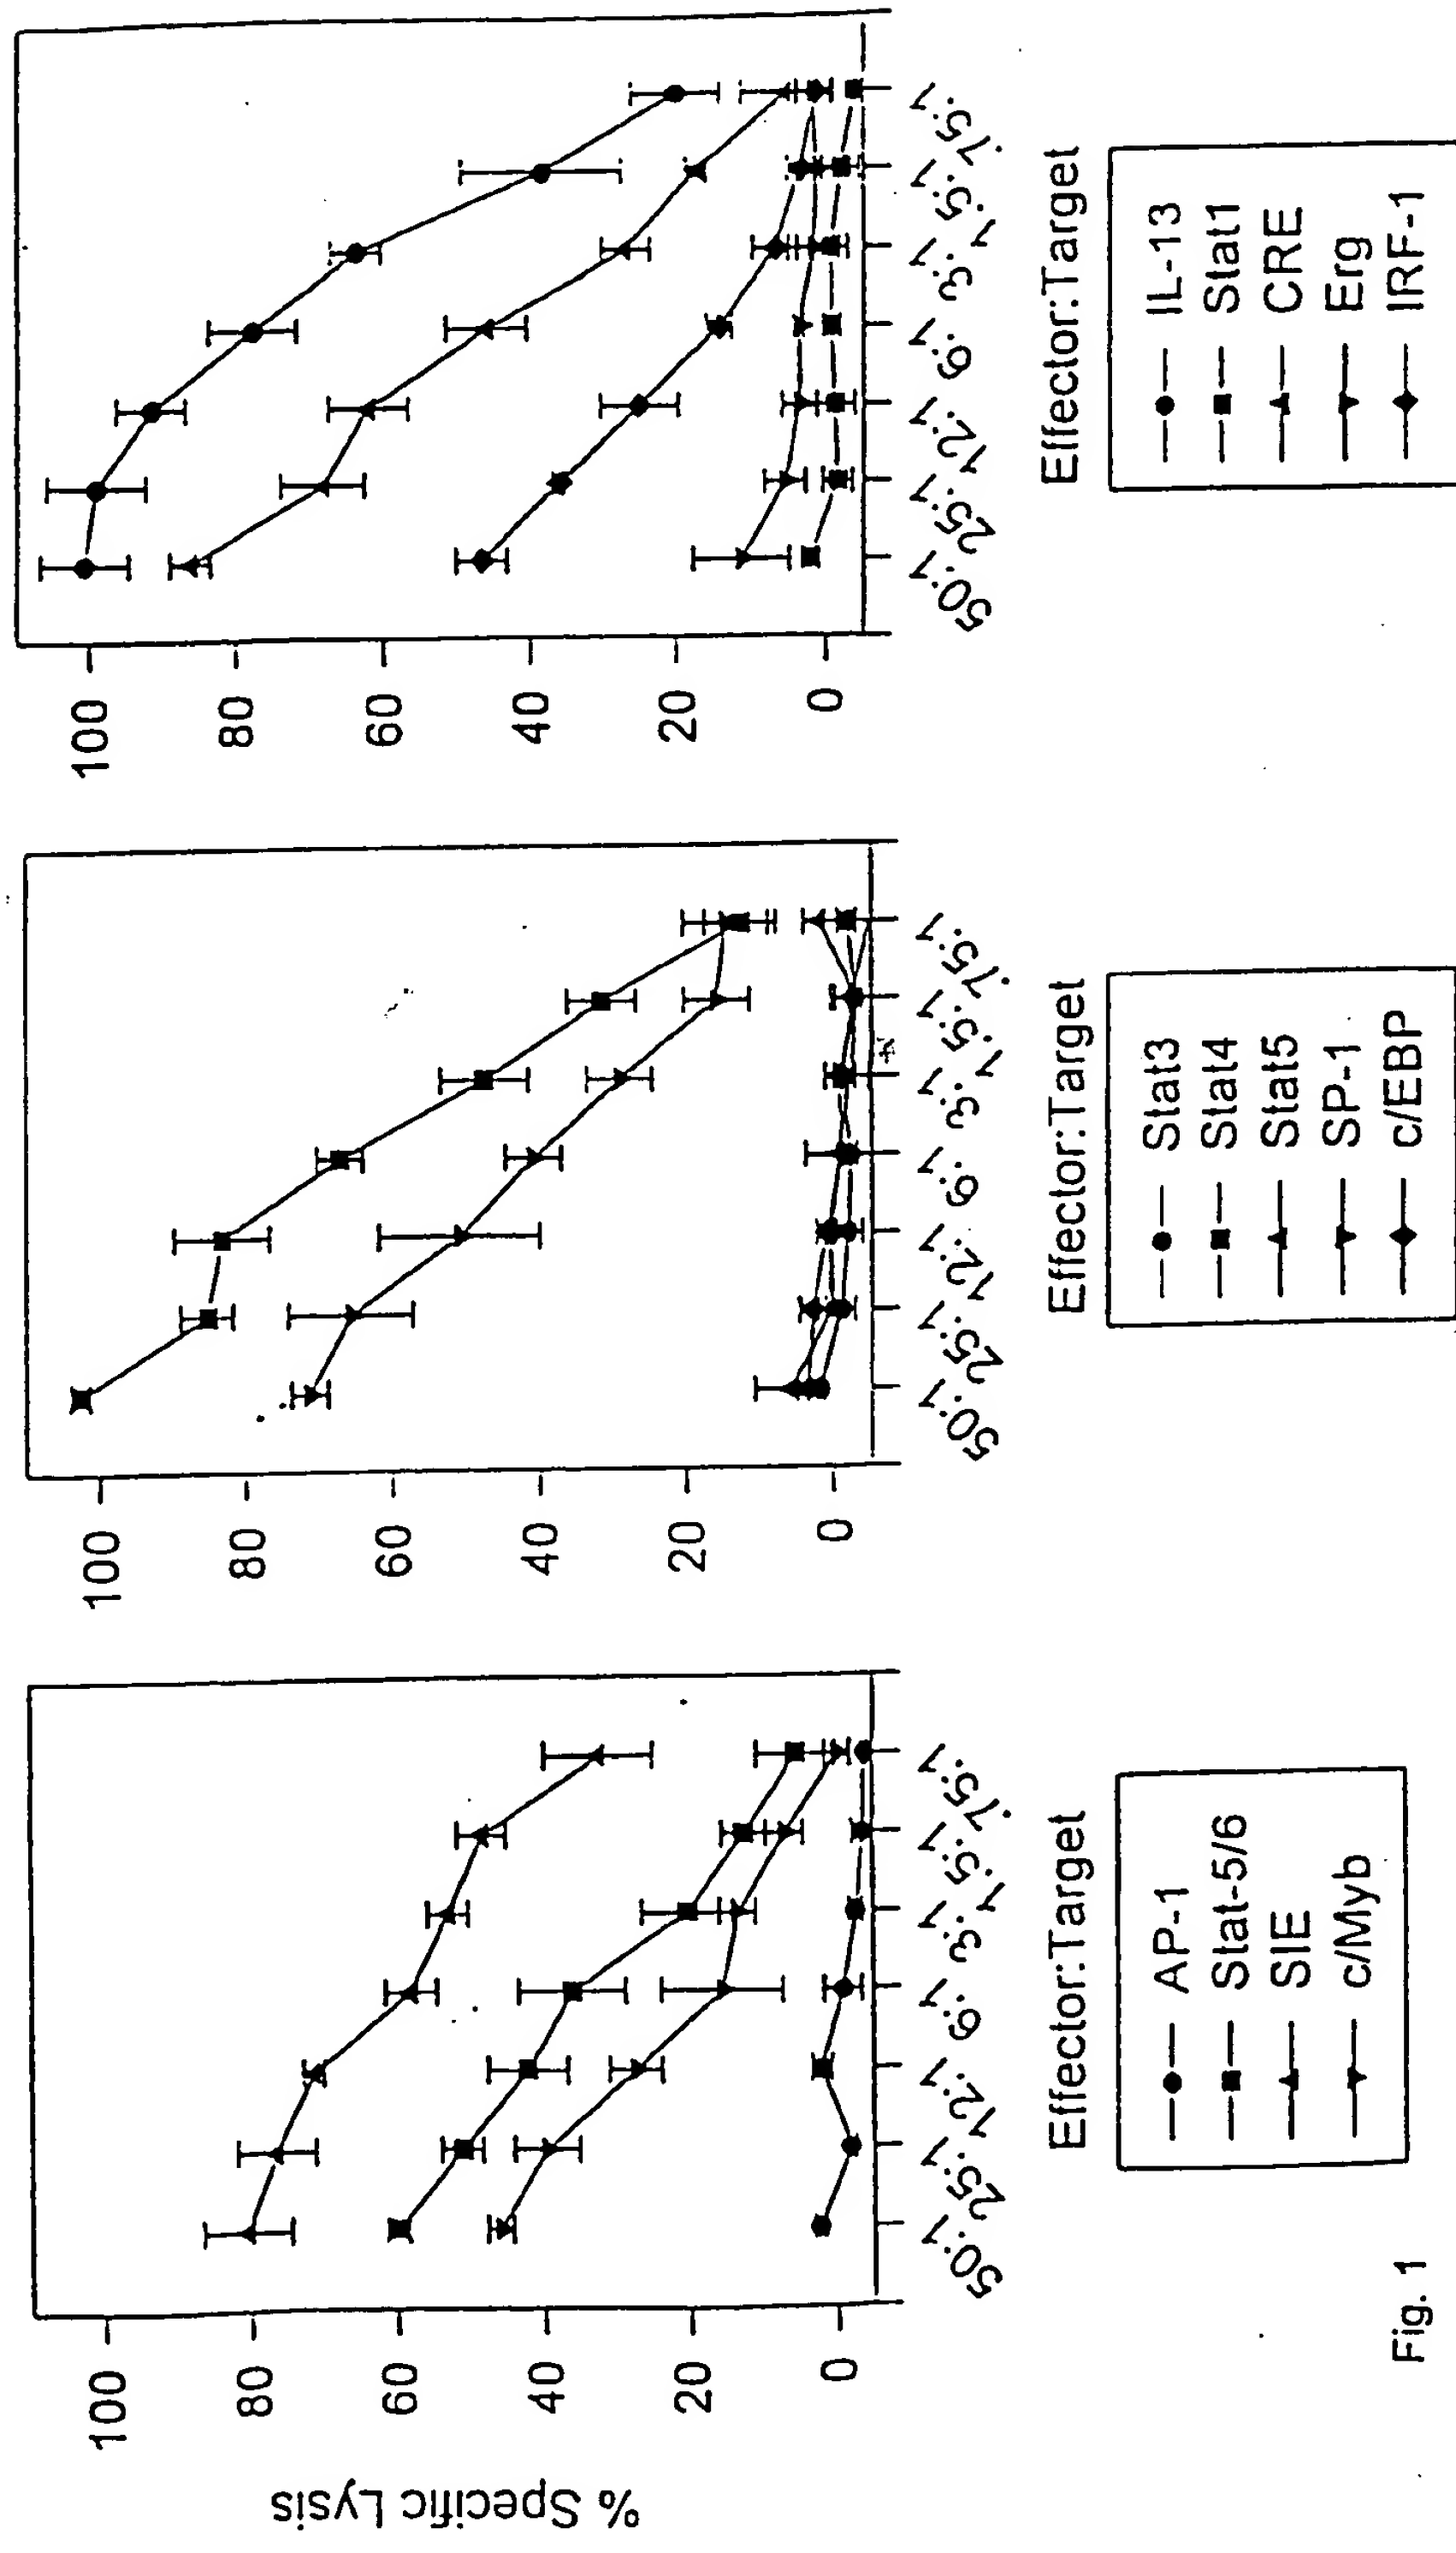 % Specific Lysis
100
80
60
40
20
0
50:1 25:1 12:1 6:1 3:1 1.5:1 .75:1
Effector:Target
AP-1
Stat-5/6
SIE
c/Myb
100
80
60
40
20
0
50:1 25:1 12:1 6:1 3:1 1.5:1 .75:1
Effector:Target
Stat3
Stat4
Stat5
SP-1
c/EBP
100
80
60
40
20
0
50:1 25:1 12:1 6:1 3:1 1.5:1 .75:1
Effector:Target
IL-13
Stat1
CRE
Erg
IRF-1
Fig. 1